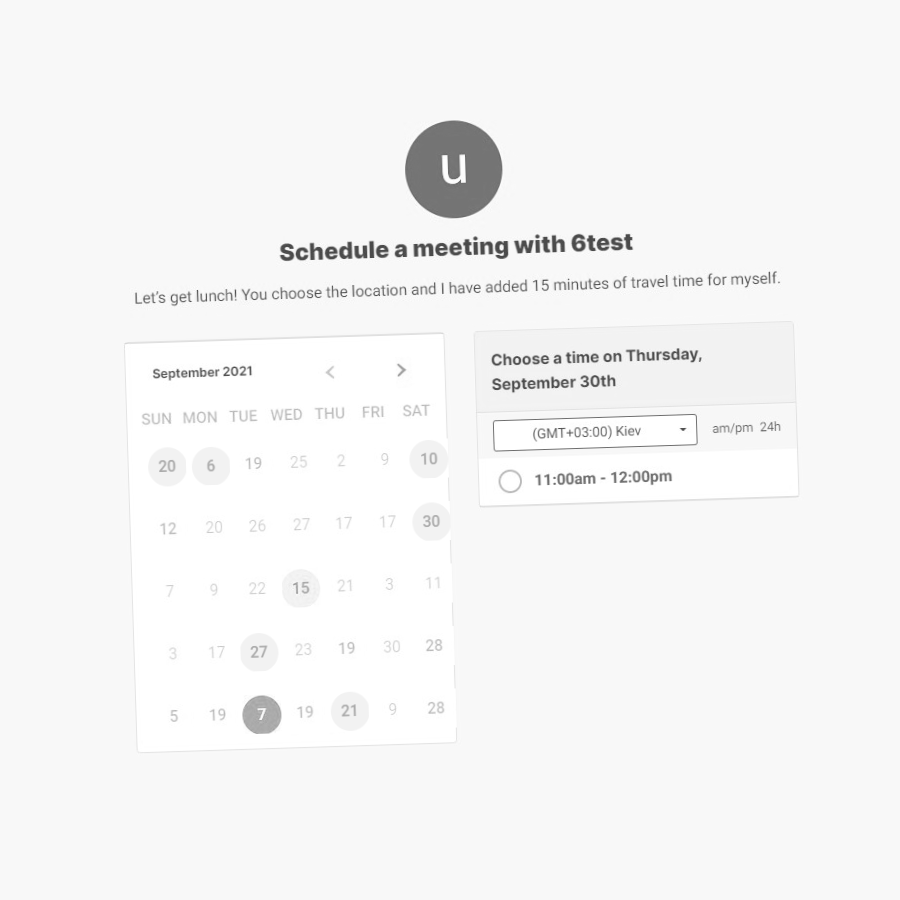 u
Schedule a meeting with 6test
Let's get lunch! You choose the location and I have added 15 minutes of travel time for myself.
September 2021
SUN MON TUE WED THU FRI SAT
20 6 19 25 2 9 10
12 20 26 27 17 17 30
7 9 22 15 21 3 11
3 17 27 23 19 30 28
5 19 7 19 21 9 28
Choose a time on Thursday,
September 30th
(GMT+03:00) Kiev am/pm 24h
11:00am - 12:00pm